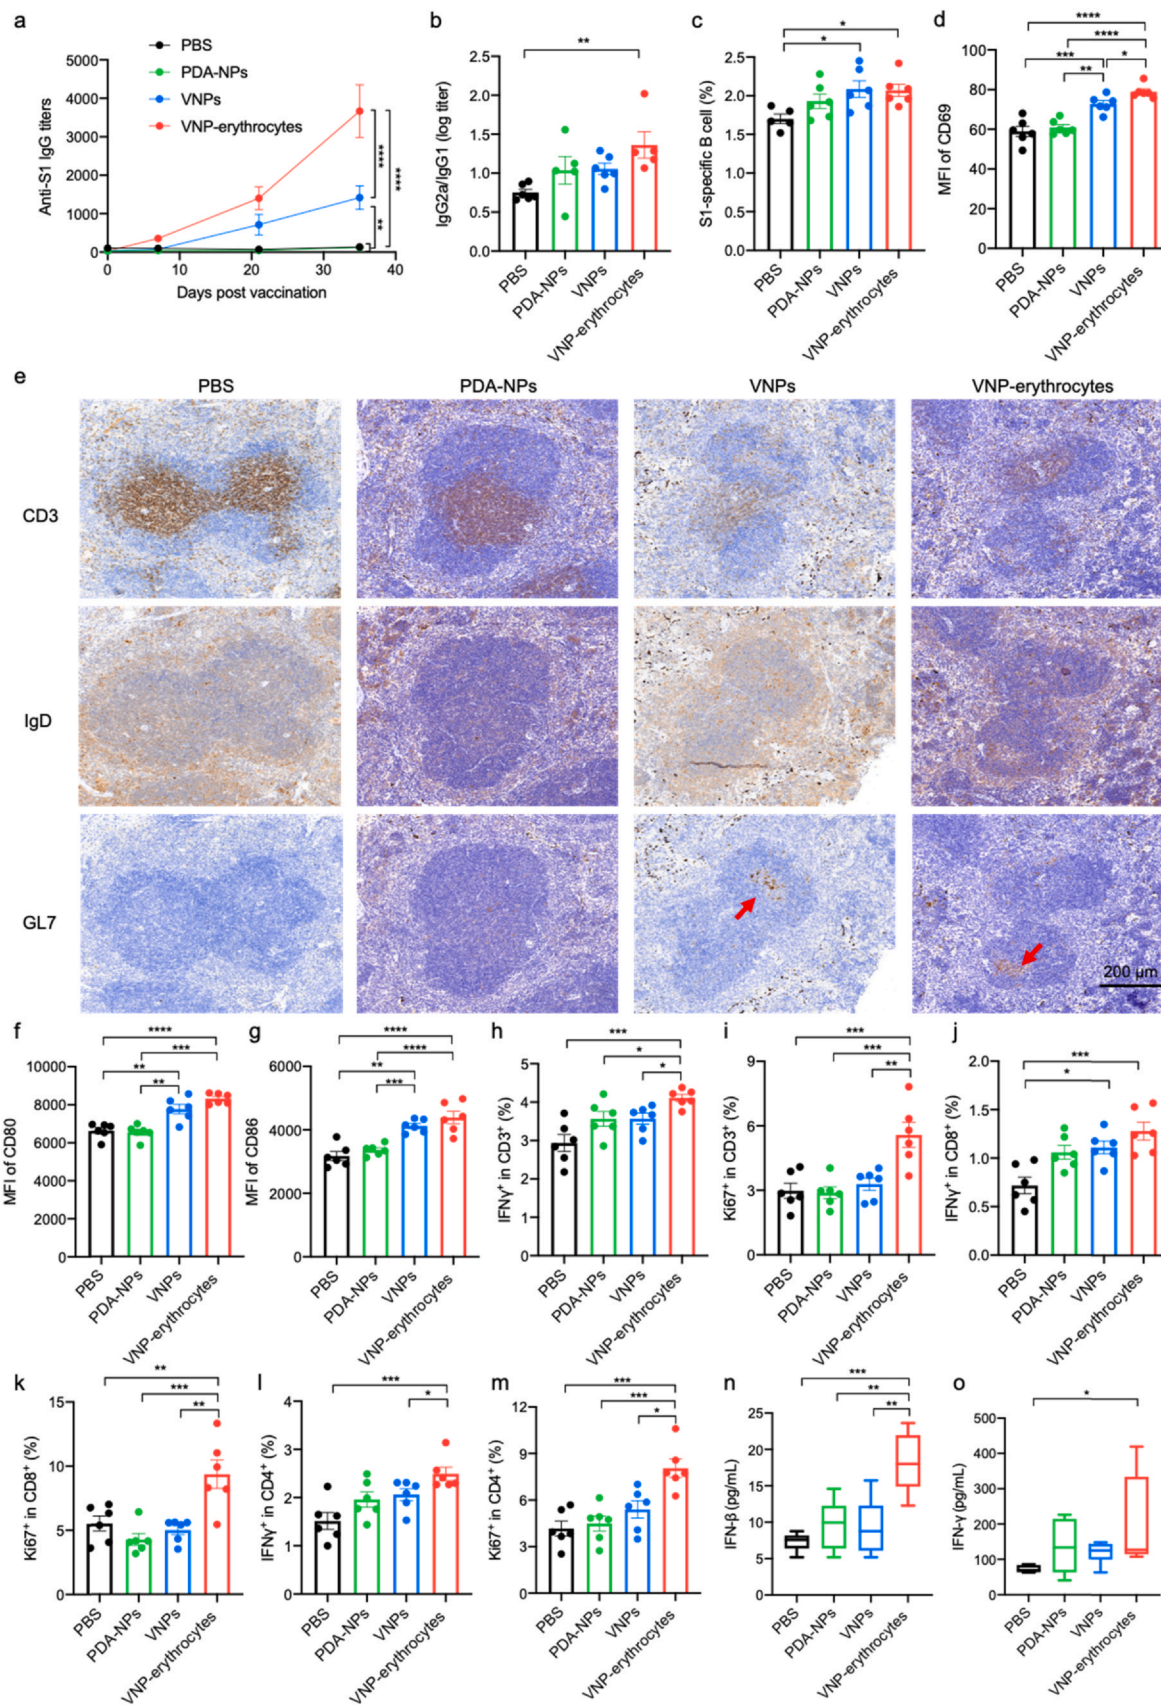 a
PBS
PDA-NPs
VNPs
VNP-erythrocytes
5000
4000
3000
2000
1000
0
Anti-S1 IgG titers
0 10 20 30 40
Days post vaccination
****
****
**
b
**
2.5
2.0
1.5
1.0
0.5
0.0
IgG2a/IgG1 (log titer)
PBS
PDA-NPs
VNPs
VNP-erythrocytes
c
*
*
2.5
2.0
1.5
1.0
0.5
0.0
S1-specific B cell (%)
PBS
PDA-NPs
VNPs
VNP-erythrocytes
d
****
****
***
*
**
100
80
60
40
20
0
MFI of CD69
PBS
PDA-NPs
VNPs
VNP-erythrocytes
e
PBS PDA-NPs VNPs VNP-erythrocytes
CD3
IgD
GL7
200 µm
f
****
***
**
**
10000
8000
6000
4000
2000
0
MFI of CD80
PBS
PDA-NPs
VNPs
VNP-erythrocytes
g
****
****
**
***
6000
4000
2000
0
MFI of CD86
PBS
PDA-NPs
VNPs
VNP-erythrocytes
h
***
*
*
5
4
3
2
1
0
IFNγ⁺ in CD3⁺ (%)
PBS
PDA-NPs
VNPs
VNP-erythrocytes
i
***
***
**
9
6
3
0
Ki67⁺ in CD3⁺ (%)
PBS
PDA-NPs
VNPs
VNP-erythrocytes
j
***
*
2.0
1.5
1.0
0.5
0.0
IFNγ⁺ in CD8⁺ (%)
PBS
PDA-NPs
VNPs
VNP-erythrocytes
k
**
***
**
15
10
5
0
Ki67⁺ in CD8⁺ (%)
PBS
PDA-NPs
VNPs
VNP-erythrocytes
l
***
*
4
3
2
1
0
IFNγ⁺ in CD4⁺ (%)
PBS
PDA-NPs
VNPs
VNP-erythrocytes
m
***
***
*
12
9
6
3
0
Ki67⁺ in CD4⁺ (%)
PBS
PDA-NPs
VNPs
VNP-erythrocytes
n
***
**
**
25
20
15
10
5
0
IFN-β (pg/mL)
PBS
PDA-NPs
VNPs
VNP-erythrocytes
o
*
500
400
300
200
100
0
IFN-γ (pg/mL)
PBS
PDA-NPs
VNPs
VNP-erythrocytes